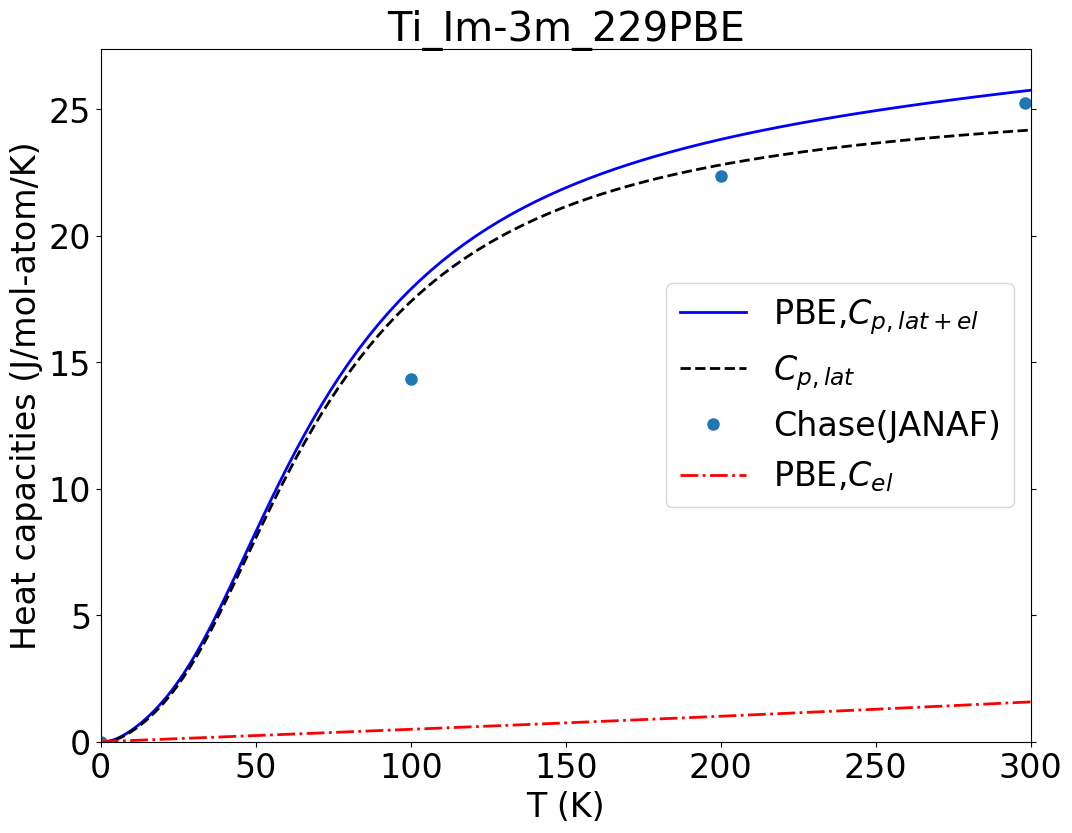 Ti_Im-3m_229PBE
Heat capacities (J/mol-atom/K)
25
20
15
10
5
0
PBE,C_{p, lat + el}
C_{p, lat}
Chase(JANAF)
PBE,C_{el}
0 50 100 150 200 250 300
T (K)